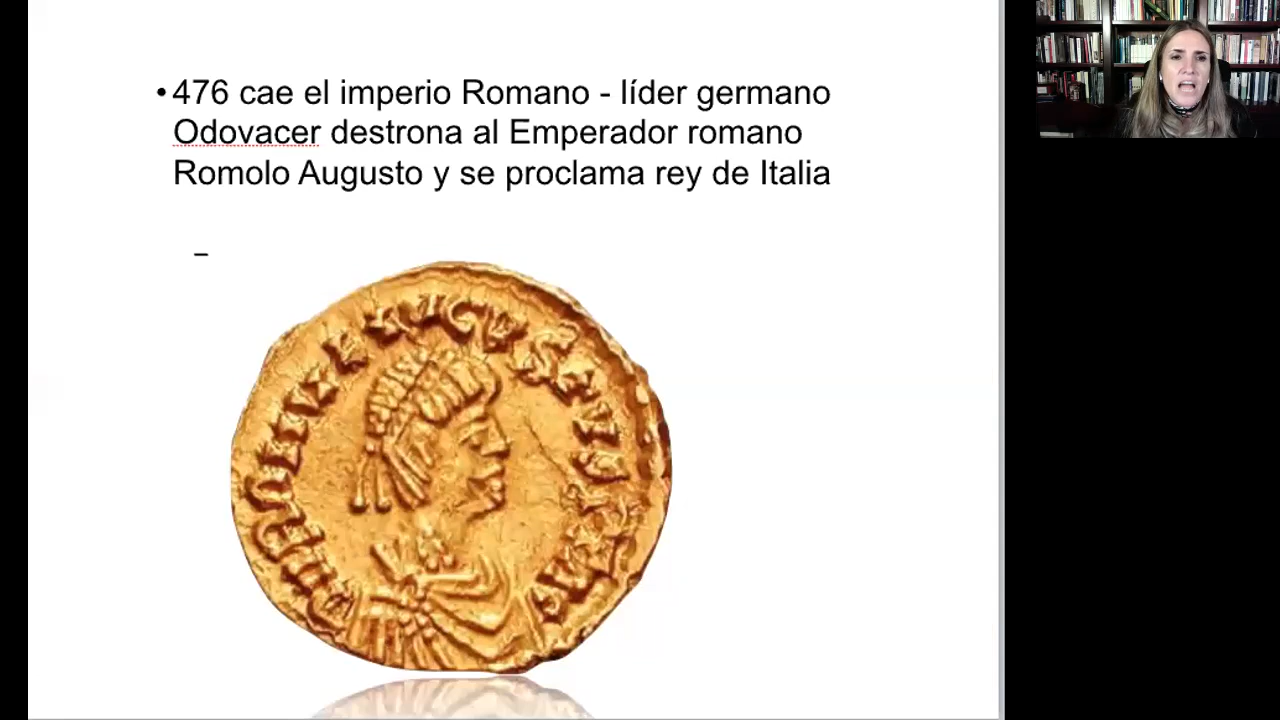 • 476 cae el imperio Romano - líder germano
Odovacer destrona al Emperador romano
Romolo Augusto y se proclama rey de Italia
–